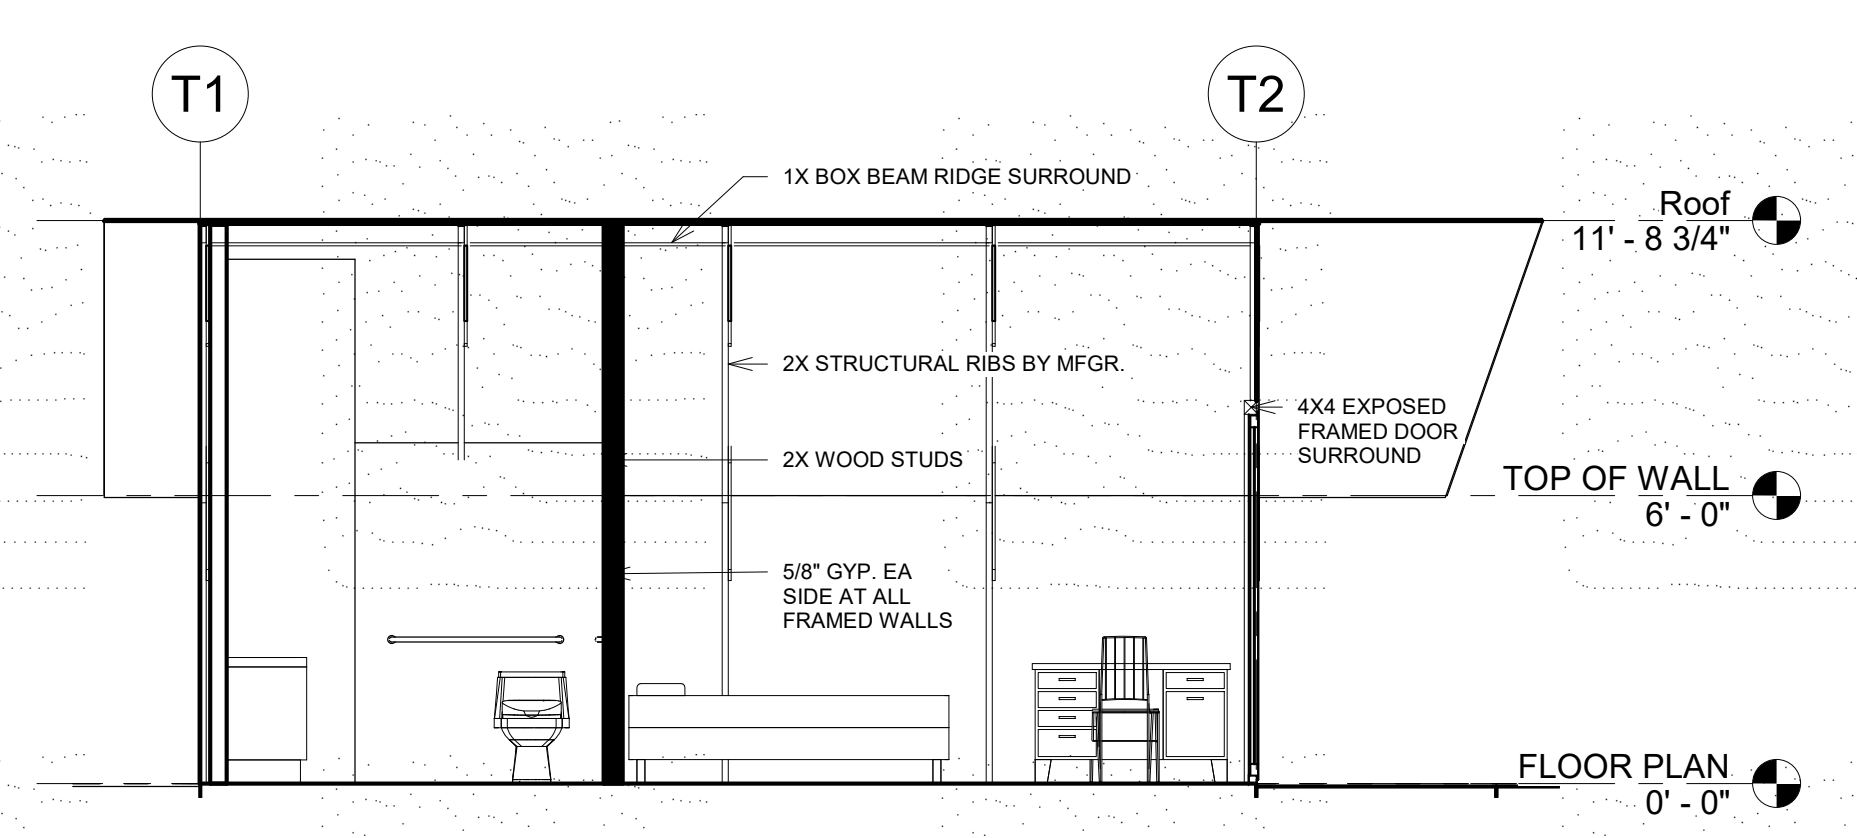 T1
T2
1X BOX BEAM RIDGE SURROUND
Roof
11' - 8 3/4"
2X STRUCTURAL RIBS BY MFGR.
4X4 EXPOSED
FRAMED DOOR
SURROUND
2X WOOD STUDS
TOP OF WALL
6' - 0"
5/8" GYP. EA
SIDE AT ALL
FRAMED WALLS
FLOOR PLAN
0' - 0"